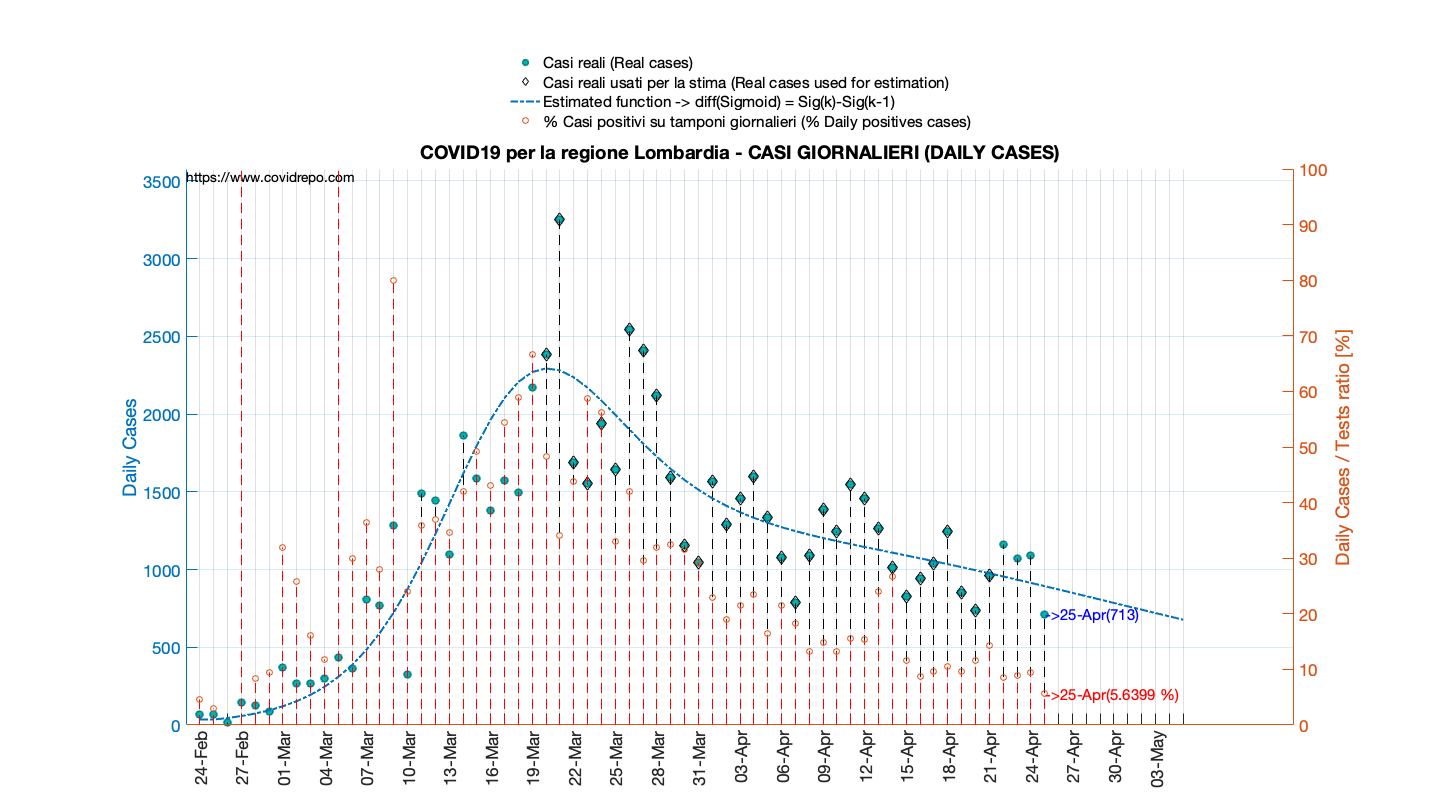 Casi reali (Real cases)
Casi reali usati per la stima (Real cases used for estimation)
Estimated function -> diff(Sigmoid) = Sig(k)-Sig(k-1)
% Casi positivi su tamponi giornalieri (% Daily positives cases)
COVID19 per la regione Lombardia - CASI GIORNALIERI (DAILY CASES)
https://www.covidrepo.com
3500
3000
2500
2000
1500
1000
500
0
Daily Cases
100
90
80
70
60
50
40
30
20
10
0
Daily Cases / Tests ratio [%]
->25-Apr(713)
->25-Apr(5.6399 %)
24-Feb
27-Feb
01-Mar
04-Mar
07-Mar
10-Mar
13-Mar
16-Mar
19-Mar
22-Mar
25-Mar
28-Mar
31-Mar
03-Apr
06-Apr
09-Apr
12-Apr
15-Apr
18-Apr
21-Apr
24-Apr
27-Apr
30-Apr
03-May